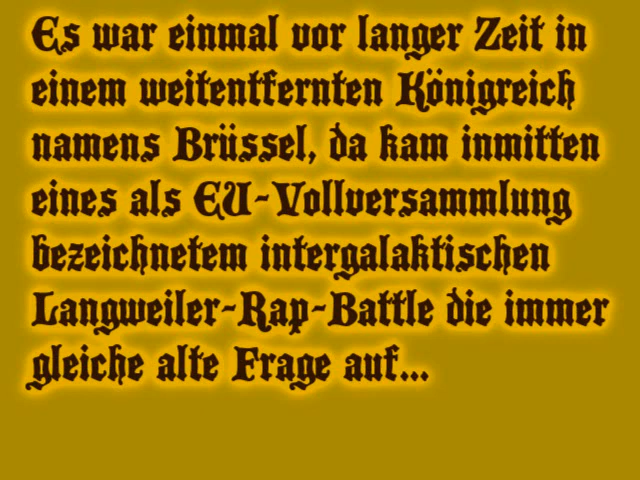 Es war einmal vor langer Zeit in
einem weitentfernten Königreich
namens Brüssel, da kam inmitten
eines als EU-Vollversammlung
bezeichnetem intergalaktischen
Langweiler-Rap-Battle die immer
gleiche alte Frage auf...